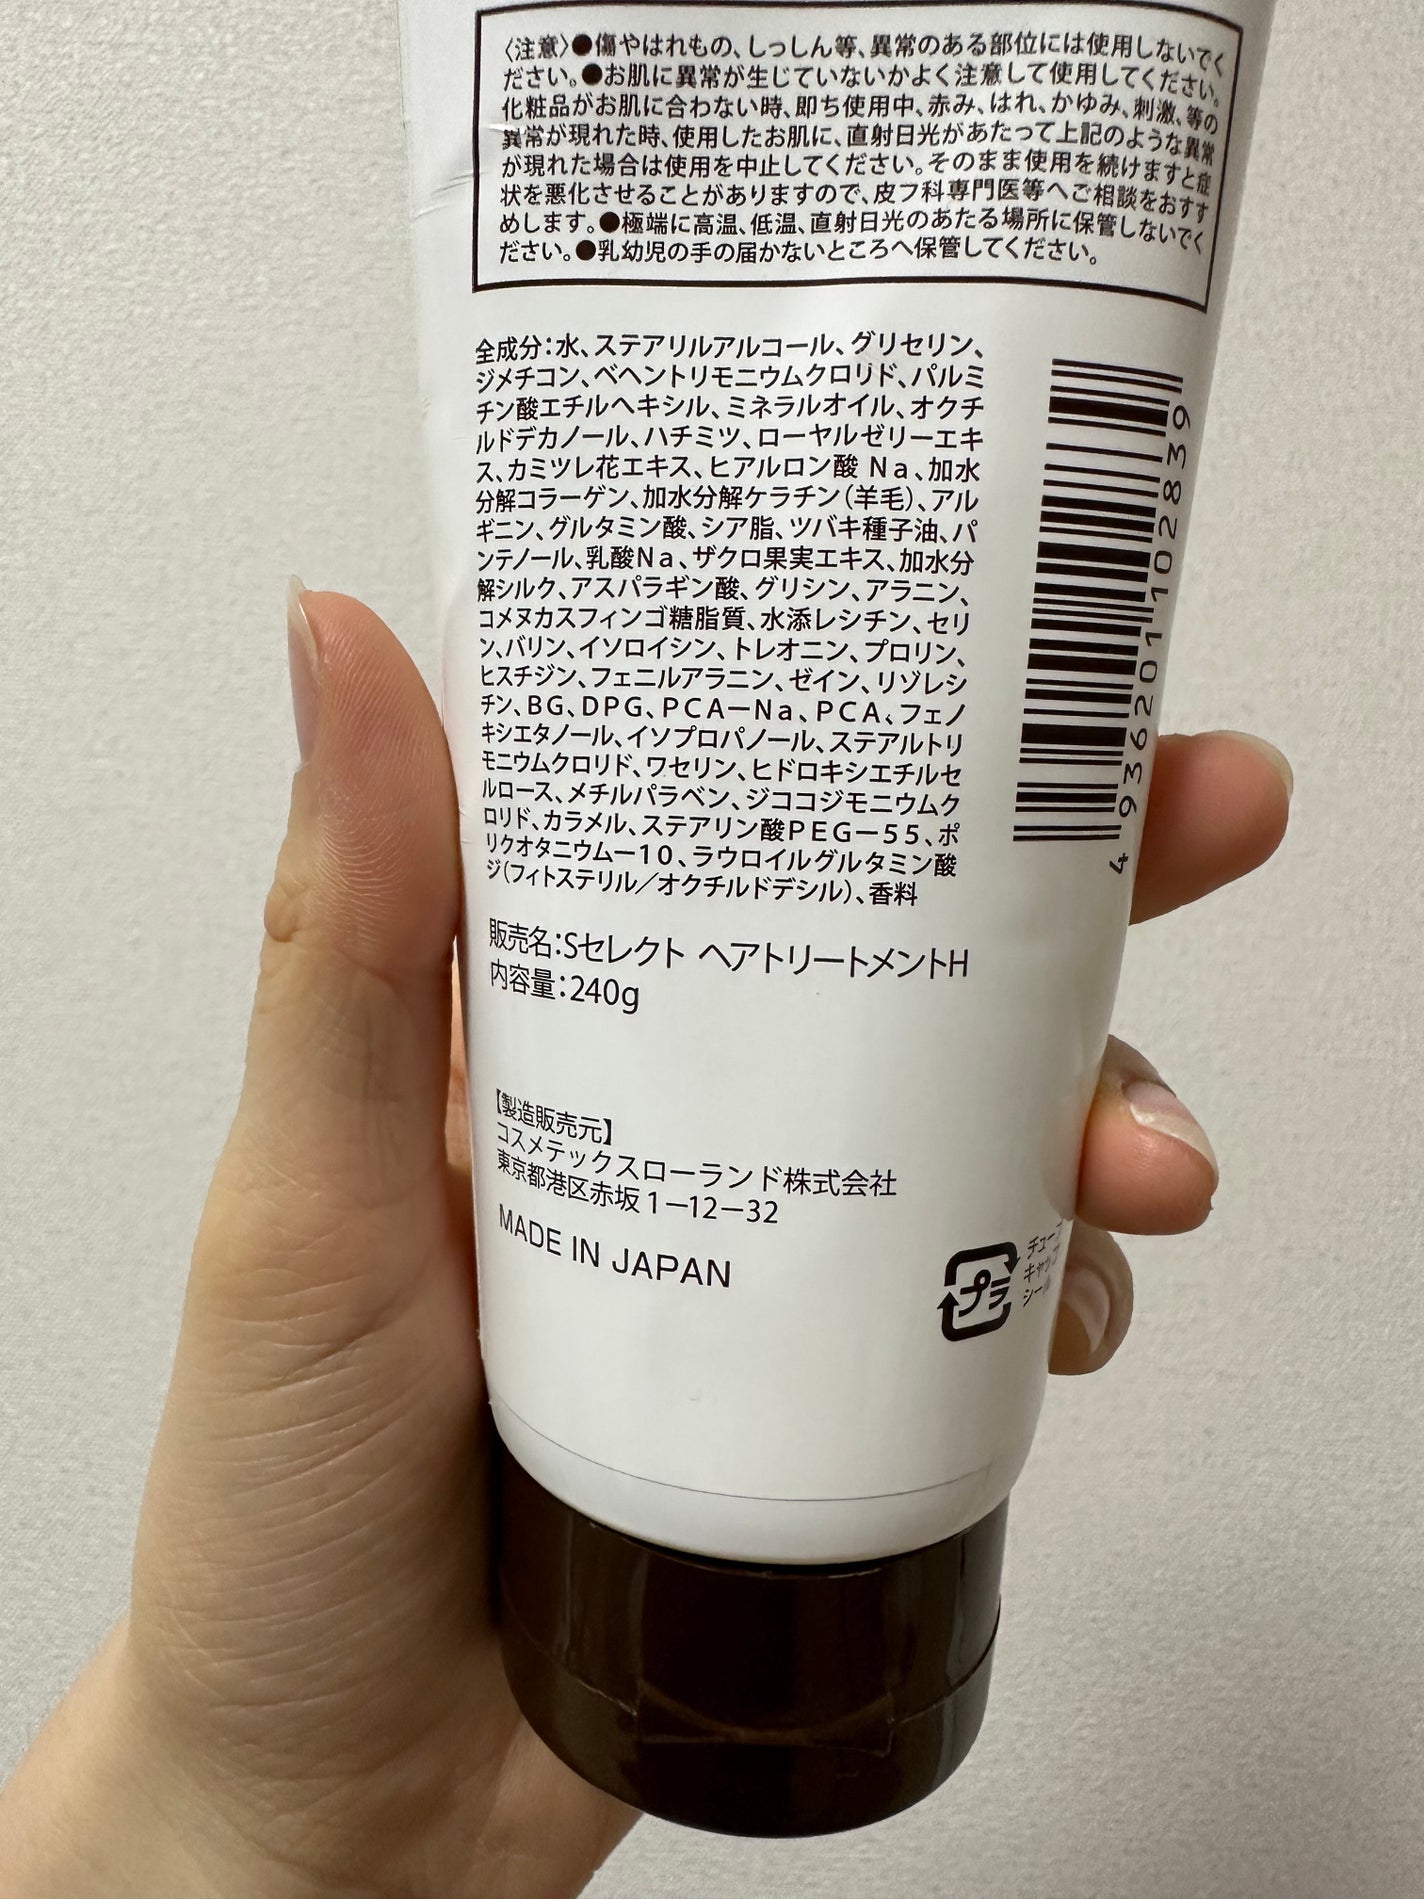 〈注意〉●傷やはれもの、しっしん等、異常のある部位には使用しないでく
ださい。●お肌に異常が生じていないかよく注意して使用してください。
化粧品がお肌に合わない時、即ち使用中、赤み、はれ、かゆみ、刺激、等の
異常が現れた時、使用したお肌に、直射日光があたって上記のような異常
が現れた場合は使用を中止してください。そのまま使用を続けますと症
状を悪化させることがありますので、皮フ科専門医等へご相談をおすす
めします。●極端に高温、低温、直射日光のあたる場所に保管しないでく
ださい。●乳幼児の手の届かないところへ保管してください。
全成分：水、ステアリルアルコール、グリセリン、
ジメチコン、ベヘントリモニウムクロリド、パルミ
チン酸エチルヘキシル、ミネラルオイル、オクチ
ルドデカノール、ハチミツ、ローヤルゼリーエキ
ス、カミツレ花エキス、ヒアルロン酸 Na、加水
分解コラーゲン、加水分解ケラチン（羊毛）、アル
ギニン、グルタミン酸、シア脂、ツバキ種子油、パ
ンテノール、乳酸Na、ザクロ果実エキス、加水分
解シルク、アスパラギン酸、グリシン、アラニン、
コメヌカスフィンゴ糖脂質、水添レシチン、セリ
ン、バリン、イソロイシン、トレオニン、プロリン、
ヒスチジン、フェニルアラニン、ゼイン、リゾレシ
チン、BG、DPG、PCAーNa、PCA、フェノ
キシエタノール、イソプロパノール、ステアルトリ
モニウムクロリド、ワセリン、ヒドロキシエチルセ
ルロース、メチルパラベン、ジココジモニウムク
ロリド、カラメル、ステアリン酸PEGー55、ポ
リクオタニウムー10、ラウロイルグルタミン酸
ジ（フィトステリル／オクチルドデシル）、香料
4936201102839
販売名：Sセレクト ヘアトリートメントH
内容量：240g
【製造販売元】
コスメテックスローランド株式会社
東京都港区赤坂1－12－32
MADE IN JAPAN
プラ
チュー
キャップ
シール